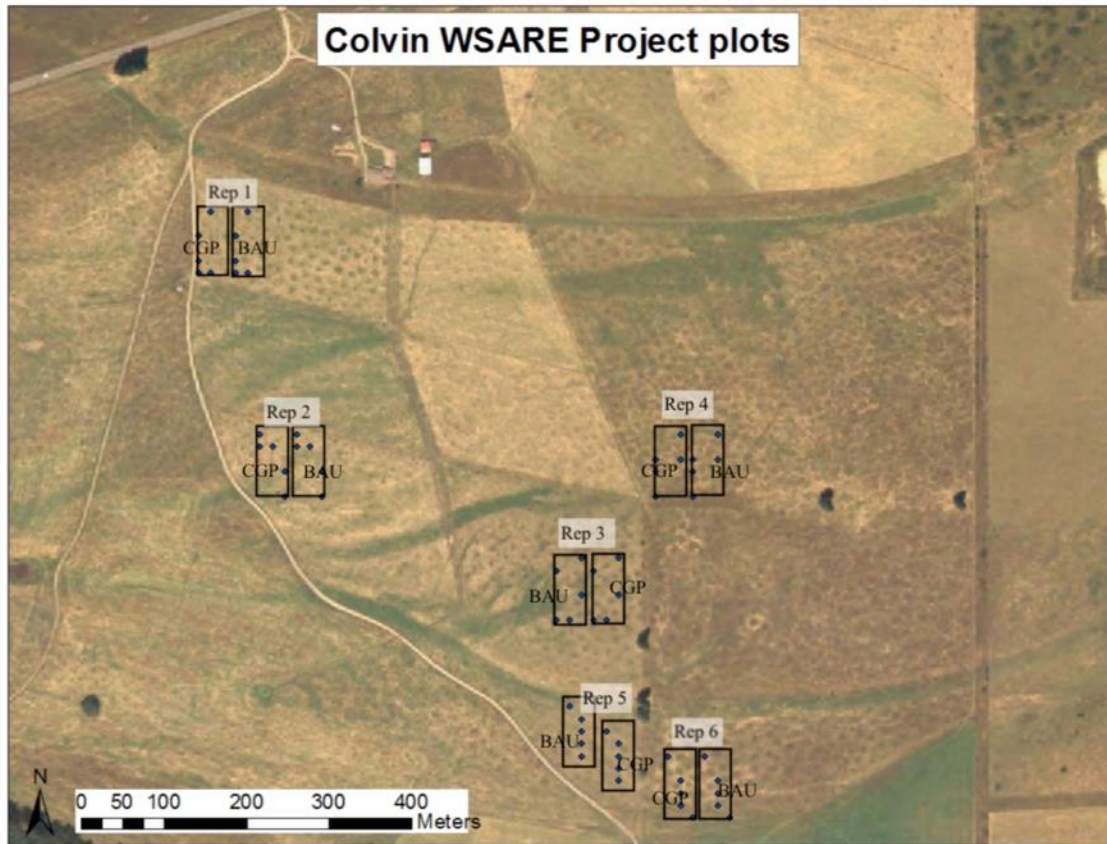 Colvin WSARE Project plots
Rep 1
CGP BAU
Rep 2
CGP BAU
Rep 4
CGP BAU
Rep 3
BAU CGP
Rep 5
BAU CGP
Rep 6
CGP BAU
N
0 50 100 200 300 400
Meters